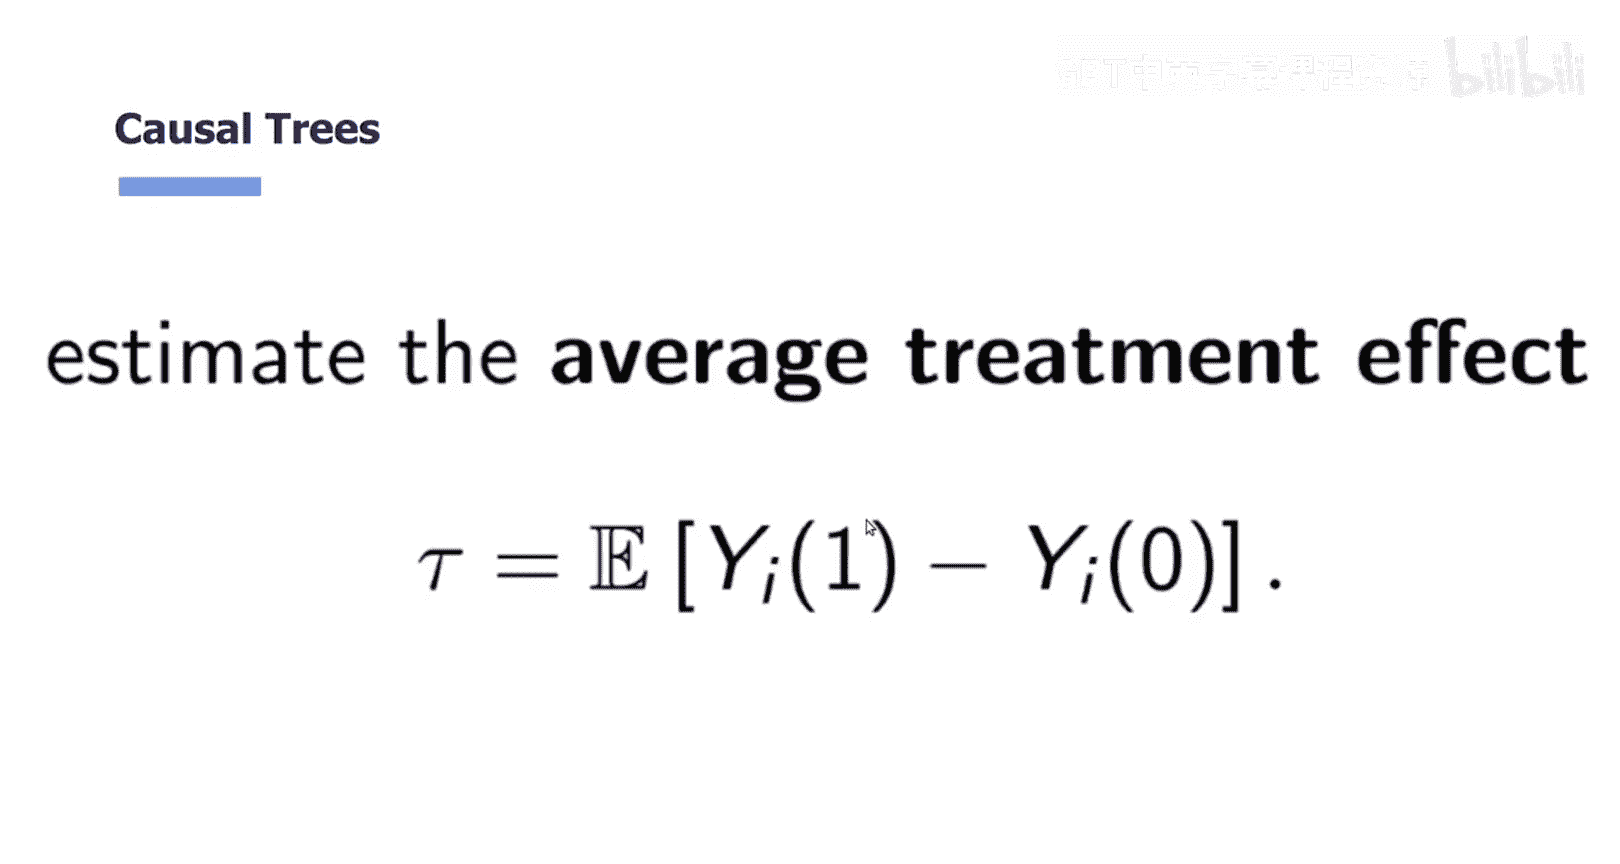 bilibili
Causal Trees
estimate the average treatment effect
τ = 𝔼 [Yᵢ(1) − Yᵢ(0)] .